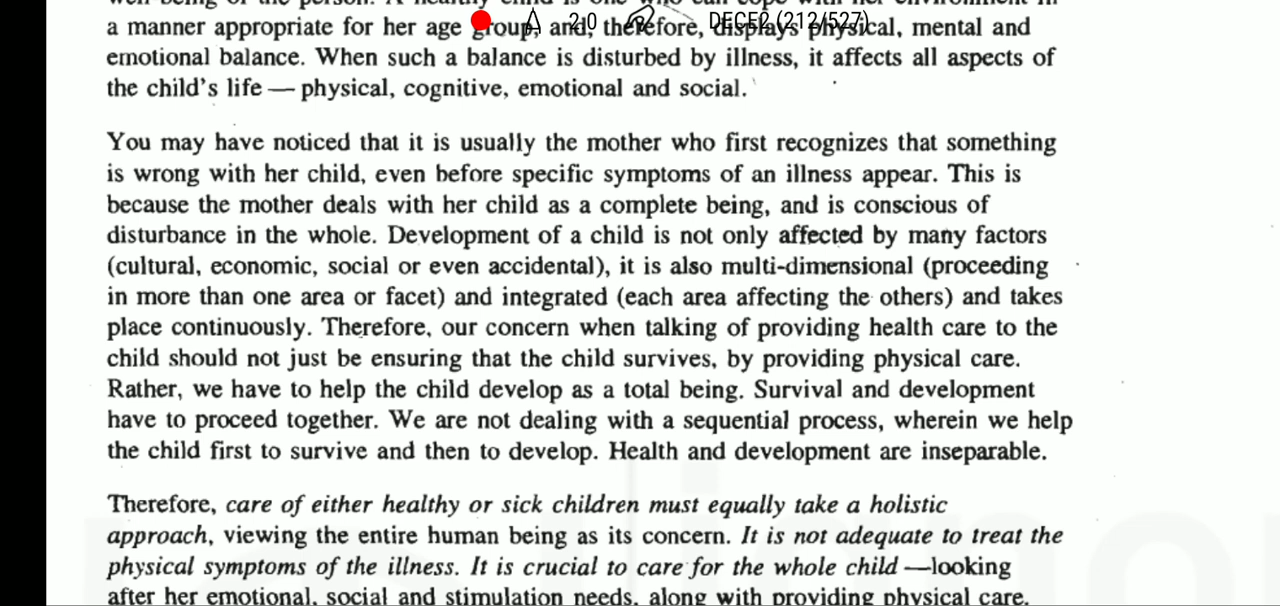 a manner appropriate for her age group, and, therefore, displays physical, mental and
2.0 DECE2 (212/527)
emotional balance. When such a balance is disturbed by illness, it affects all aspects of
the child's life — physical, cognitive, emotional and social.
You may have noticed that it is usually the mother who first recognizes that something
is wrong with her child, even before specific symptoms of an illness appear. This is
because the mother deals with her child as a complete being, and is conscious of
disturbance in the whole. Development of a child is not only affected by many factors
(cultural, economic, social or even accidental), it is also multi-dimensional (proceeding
in more than one area or facet) and integrated (each area affecting the others) and takes
place continuously. Therefore, our concern when talking of providing health care to the
child should not just be ensuring that the child survives, by providing physical care.
Rather, we have to help the child develop as a total being. Survival and development
have to proceed together. We are not dealing with a sequential process, wherein we help
the child first to survive and then to develop. Health and development are inseparable.
Therefore, care of either healthy or sick children must equally take a holistic
approach, viewing the entire human being as its concern. It is not adequate to treat the
physical symptoms of the illness. It is crucial to care for the whole child —looking
after her emotional, social and stimulation needs, along with providing physical care.